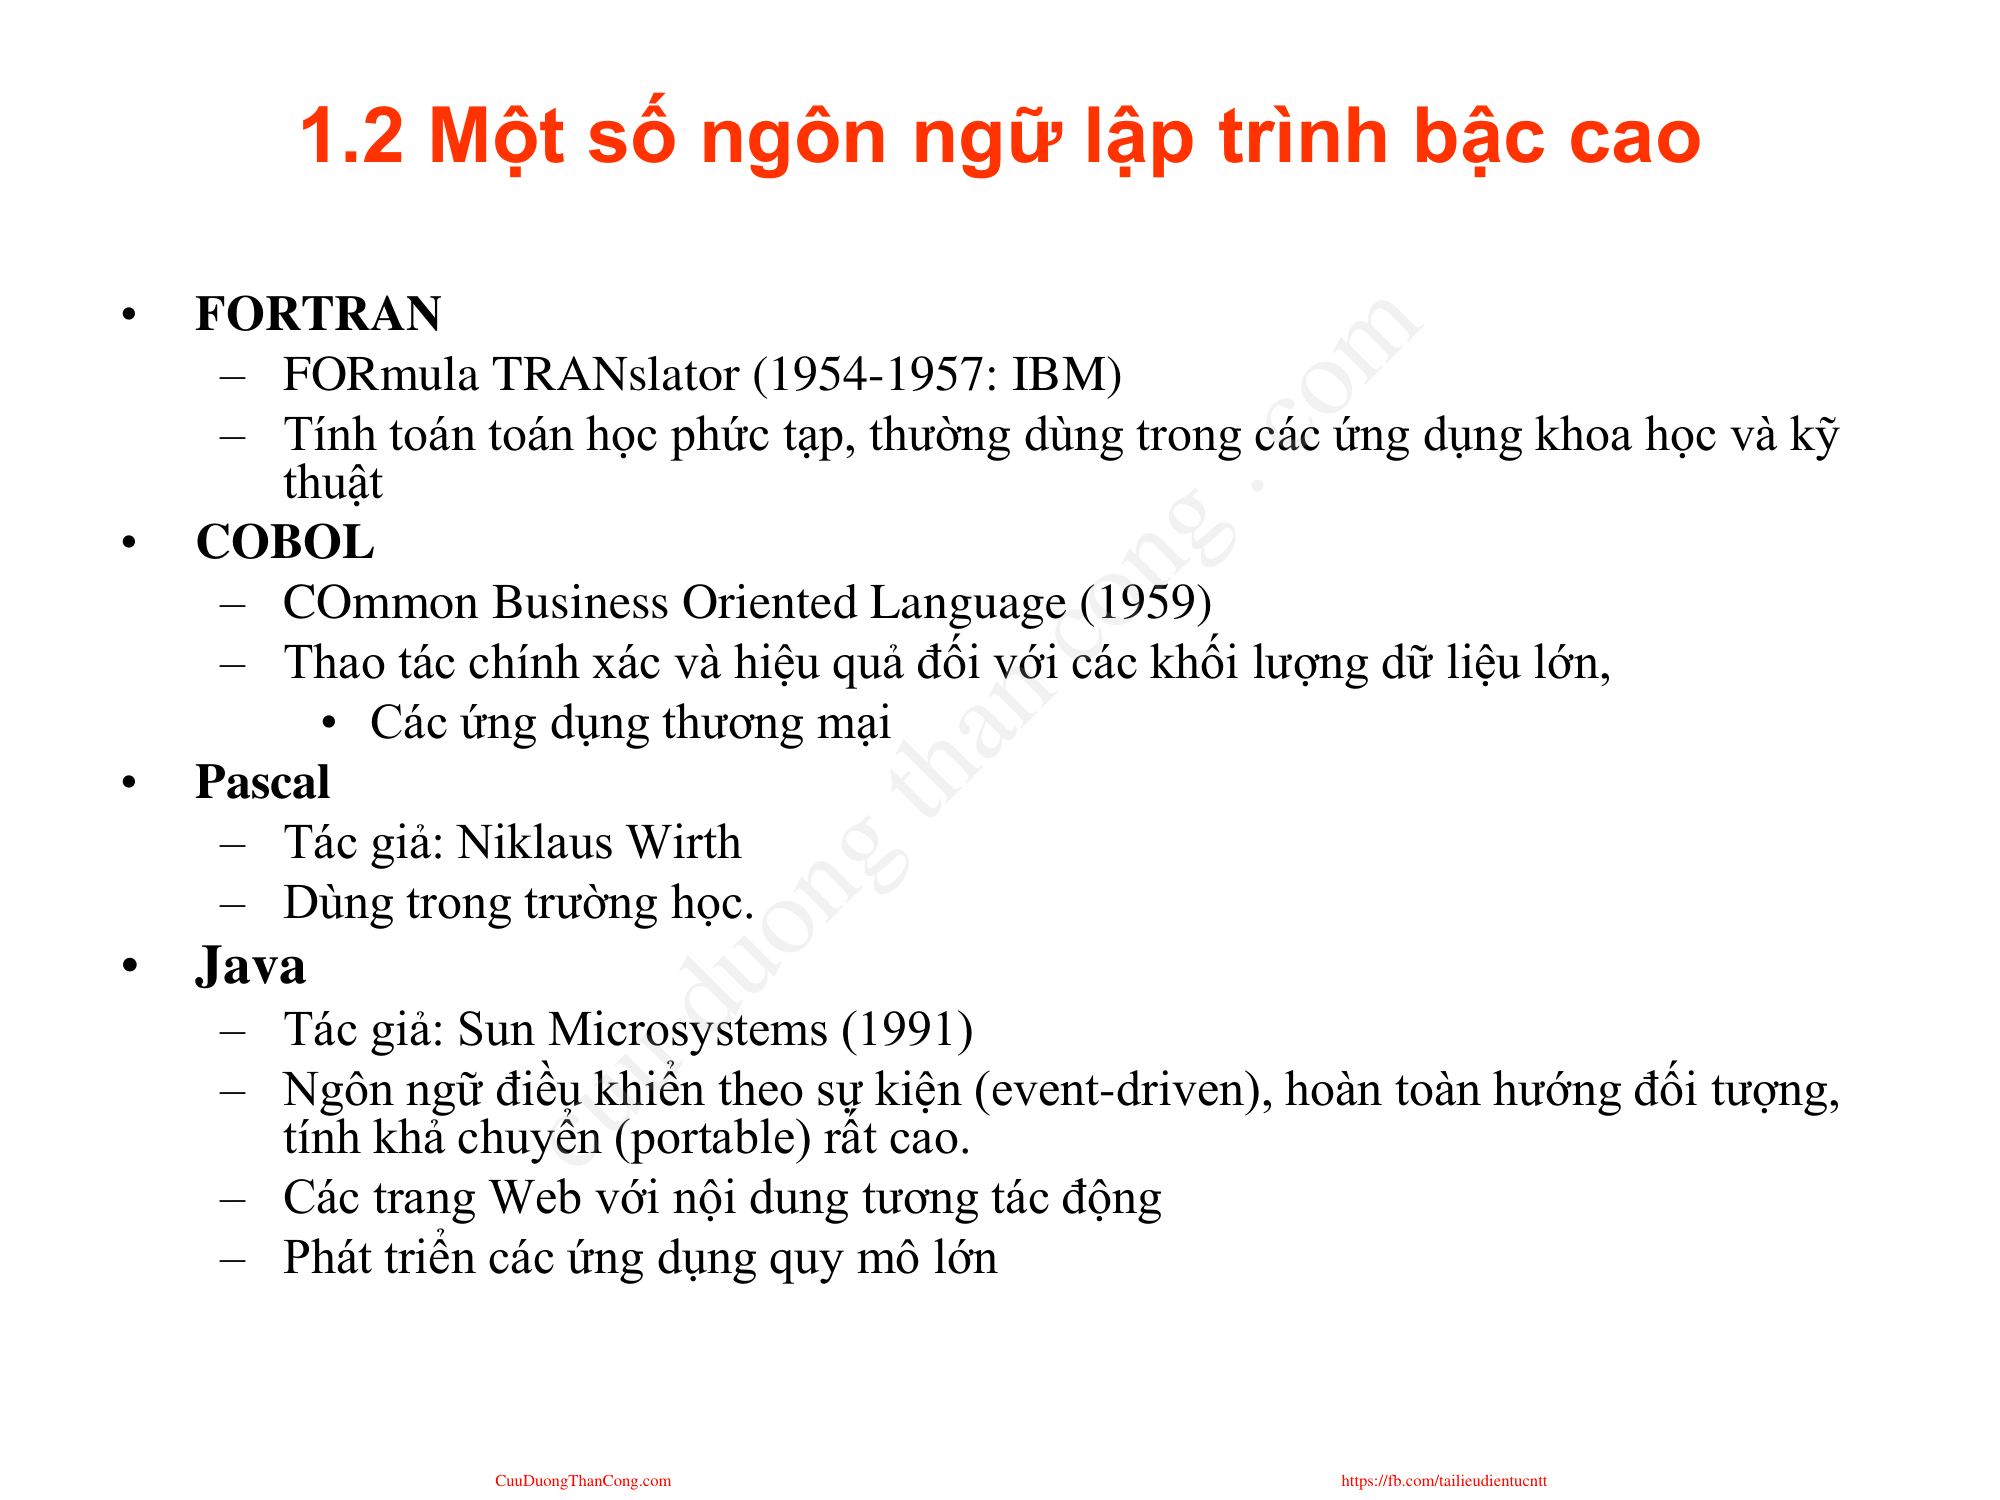 1.2 Một số ngôn ngữ lập trình bậc cao
• FORTRAN
– FORmula TRANslator (1954-1957: IBM)
– Tính toán toán học phức tạp, thường dùng trong các ứng dụng khoa học và kỹ
thuật
• COBOL
– COmmon Business Oriented Language (1959)
– Thao tác chính xác và hiệu quả đối với các khối lượng dữ liệu lớn,
• Các ứng dụng thương mại
• Pascal
– Tác giả: Niklaus Wirth
– Dùng trong trường học.
• Java
– Tác giả: Sun Microsystems (1991)
– Ngôn ngữ điều khiển theo sự kiện (event-driven), hoàn toàn hướng đối tượng,
tính khả chuyển (portable) rất cao.
– Các trang Web với nội dung tương tác động
– Phát triển các ứng dụng quy mô lớn
cuu duong than cong . com
CuuDuongThanCong.com
https://fb.com/tailieudientucntt